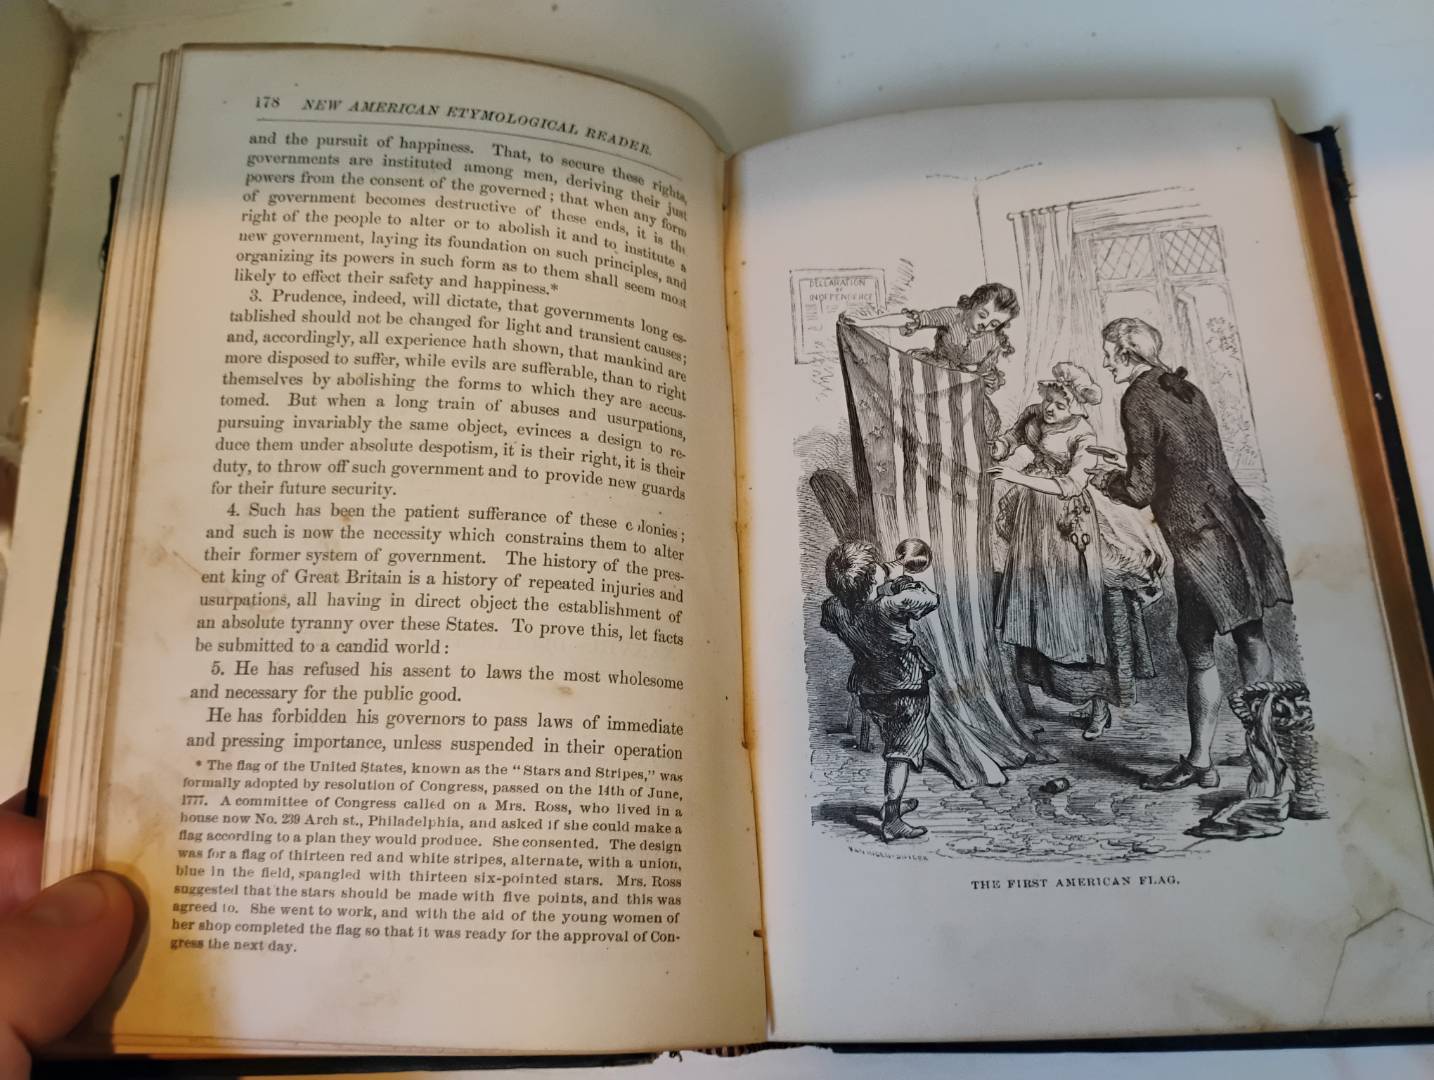 178 NEW AMERICAN ETYMOLOGICAL READER.
and the pursuit of happiness. That, to secure these rights,
governments are instituted among men, deriving their just
powers from the consent of the governed; that when any form
of government becomes destructive of these ends, it is the
right of the people to alter or to abolish it and to institute a
new government, laying its foundation on such principles, and
organizing its powers in such form as to them shall seem most
likely to effect their safety and happiness.*
3. Prudence, indeed, will dictate, that governments long es-
tablished should not be changed for light and transient causes;
and, accordingly, all experience hath shown, that mankind are
more disposed to suffer, while evils are sufferable, than to right
themselves by abolishing the forms to which they are accus-
tomed. But when a long train of abuses and usurpations,
pursuing invariably the same object, evinces a design to re-
duce them under absolute despotism, it is their right, it is their
duty, to throw off such government and to provide new guards
for their future security.
4. Such has been the patient sufferance of these colonies;
and such is now the necessity which constrains them to alter
their former system of government. The history of the pres-
ent king of Great Britain is a history of repeated injuries and
usurpations, all having in direct object the establishment of
an absolute tyranny over these States. To prove this, let facts
be submitted to a candid world:
5. He has refused his assent to laws the most wholesome
and necessary for the public good.
He has forbidden his governors to pass laws of immediate
and pressing importance, unless suspended in their operation
* The flag of the United States, known as the "Stars and Stripes," was
formally adopted by resolution of Congress, passed on the 14th of June,
1777. A committee of Congress called on a Mrs. Ross, who lived in a
house now No. 239 Arch st., Philadelphia, and asked if she could make a
flag according to a plan they would produce. She consented. The design
was for a flag of thirteen red and white stripes, alternate, with a union,
blue in the field, spangled with thirteen six-pointed stars. Mrs. Ross
suggested that the stars should be made with five points, and this was
agreed to. She went to work, and with the aid of the young women of
her shop completed the flag so that it was ready for the approval of Con-
gress the next day.
DECLARATION
OF
INDEPENDENCE
THE FIRST AMERICAN FLAG.